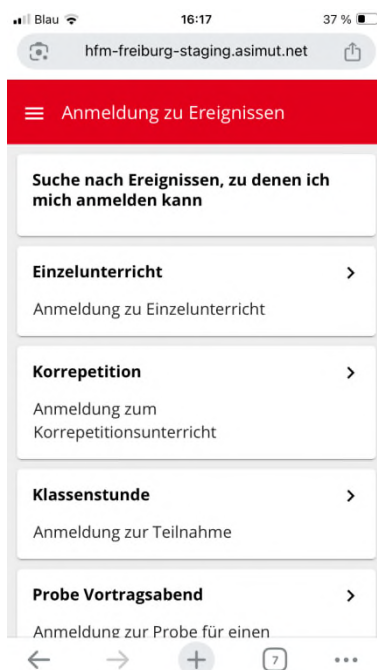 Blau 16:17 37 %
hfm-freiburg-staging.asimut.net
Anmeldung zu Ereignissen
Suche nach Ereignissen, zu denen ich
mich anmelden kann
Einzelunterricht
Anmeldung zu Einzelunterricht
Korrepetition
Anmeldung zum
Korrepetitionsunterricht
Klassenstunde
Anmeldung zur Teilnahme
Probe Vortragsabend
Anmeldung zur Probe für einen
7